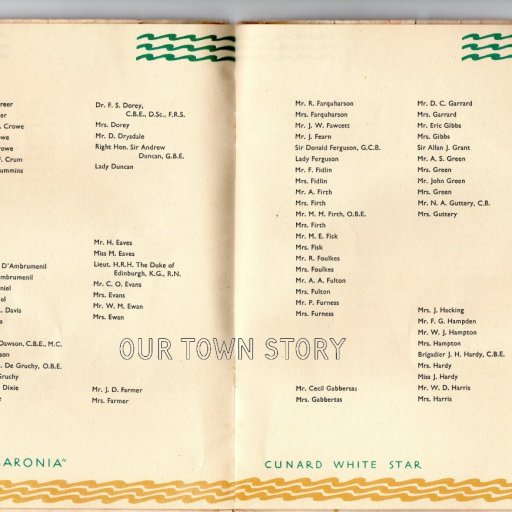 reer
er
. Crowe
rowe
rowe
F. Crum
ummins
D'Ambrumenil
mbrumenil
niel
el
. Davis
s
Dawson, C.B.E., M.C.
son
. De Gruchy, O.B.E.
Gruchy
Dixie
e
Dr. F. S. Dorey,
C.B.E., D.Sc., F.R.S.
Mrs. Dorey
Mr. D. Drysdale
Right Hon. Sir Andrew
Duncan, G.B.E.
Lady Duncan
Mr. H. Eaves
Miss M. Eaves
Lieut. H.R.H. The Duke of
Edinburgh, K.G., R.N.
Mr. C. O. Evans
Mrs. Evans
Mr. W. M. Ewan
Mrs. Ewan
Mr. J. D. Farmer
Mrs. Farmer
ARONIA"
Mr. R. Farquharson
Mrs. Farquharson
Mr. J. W. Fawcett
Mr. J. Fearn
Sir Donald Ferguson, G.C.B.
Lady Ferguson
Mr. F. Fidlin
Mrs. Fidlin
Mr. A. Firth
Mrs. Firth
Mr. M. M. Firth, O.B.E.
Mrs. Firth
Mr. M. E. Fisk
Mrs. Fisk
Mr. R. Foulkes
Mrs. Foulkes
Mr. A. A. Fulton
Mrs. Fulton
Mr. P. Furness
Mrs. Furness
Mr. Cecil Gabbertas
Mrs. Gabbertas
Mr. D. C. Garrard
Mrs. Garrard
Mr. Eric Gibbs
Mrs. Gibbs
Sir Allan J. Grant
Mr. A. S. Green
Mrs. Green
Mr. John Green
Mrs. Green
Mr. N. A. Guttery, C.B.
Mrs. Guttery
Mrs. J. Hacking
Mr. F. G. Hampden
Mr. W. J. Hampton
Mrs. Hampton
Brigadier J. H. Hardy, C.B.E.
Mrs. Hardy
Miss J. Hardy
Mr. W. D. Harris
Mrs. Harris
CUNARD WHITE STAR
OUR TOWN STORY